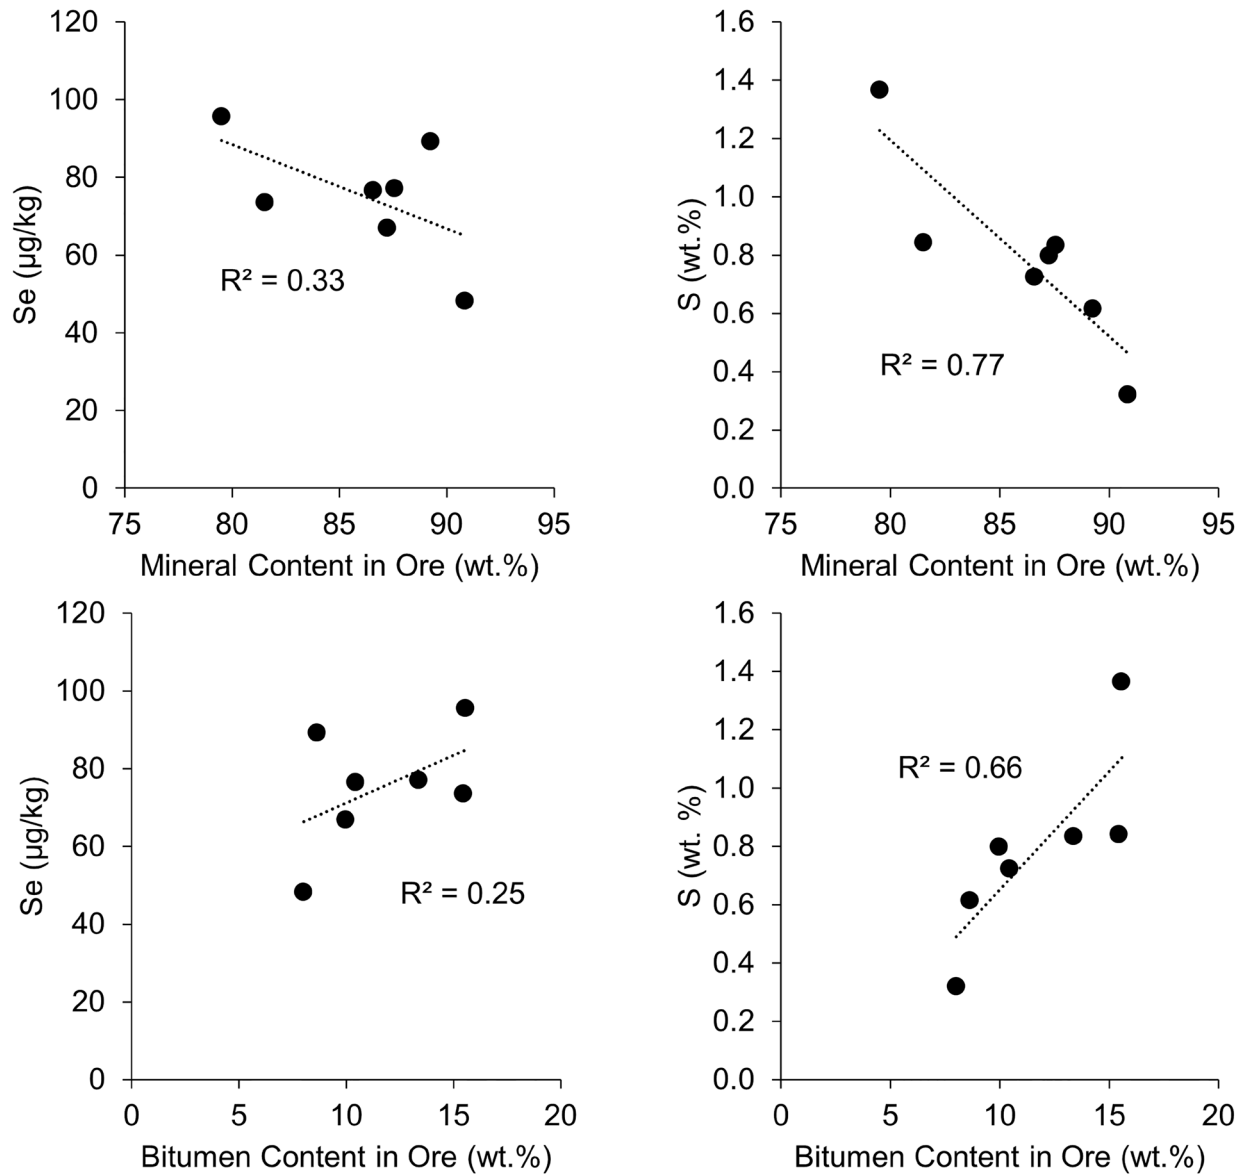 120
100
80
60
40
20
0
Se (µg/kg)
R² = 0.33
75 80 85 90 95
Mineral Content in Ore (wt.%)
1.6
1.4
1.2
1.0
0.8
0.6
0.4
0.2
0.0
S (wt.%)
R² = 0.77
75 80 85 90 95
Mineral Content in Ore (wt.%)
120
100
80
60
40
20
0
Se (µg/kg)
R² = 0.25
0 5 10 15 20
Bitumen Content in Ore (wt.%)
1.6
1.4
1.2
1.0
0.8
0.6
0.4
0.2
0.0
S (wt. %)
R² = 0.66
0 5 10 15 20
Bitumen Content in Ore (wt.%)